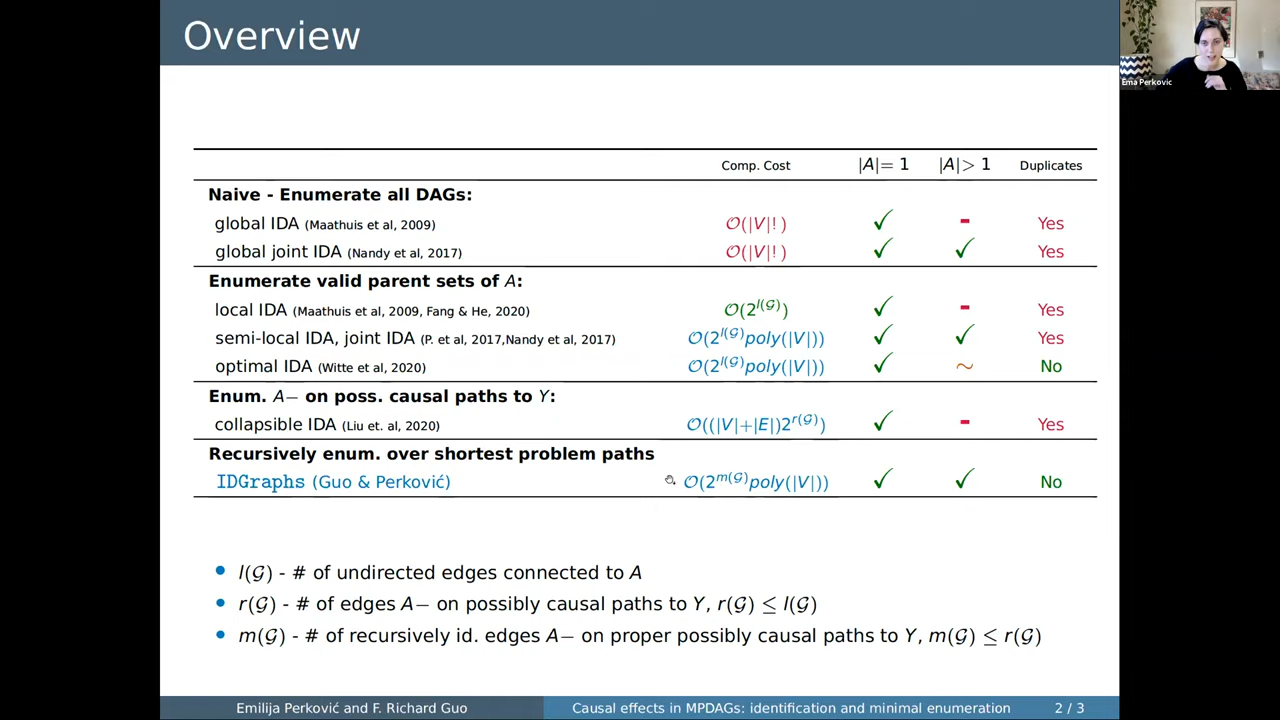 Overview
Ema Perkovic
Comp. Cost |A|= 1 |A|> 1 Duplicates
Naive - Enumerate all DAGs:
global IDA (Maathuis et al, 2009) 𝒪(|V|!) ✓ - Yes
global joint IDA (Nandy et al, 2017) 𝒪(|V|!) ✓ ✓ Yes
Enumerate valid parent sets of A:
local IDA (Maathuis et al, 2009, Fang & He, 2020) 𝒪(2^l(𝒢)) ✓ - Yes
semi-local IDA, joint IDA (P. et al, 2017,Nandy et al, 2017) 𝒪(2^l(𝒢)poly(|V|)) ✓ ✓ Yes
optimal IDA (Witte et al, 2020) 𝒪(2^l(𝒢)poly(|V|)) ✓ ~ No
Enum. A− on poss. causal paths to Y:
collapsible IDA (Liu et. al, 2020) 𝒪((|V|+|E|)2^r(𝒢)) ✓ - Yes
Recursively enum. over shortest problem paths
IDGraphs (Guo & Perković) 𝒪(2^m(𝒢)poly(|V|)) ✓ ✓ No
• l(𝒢) - # of undirected edges connected to A
• r(𝒢) - # of edges A− on possibly causal paths to Y, r(𝒢) ≤ l(𝒢)
• m(𝒢) - # of recursively id. edges A− on proper possibly causal paths to Y, m(𝒢) ≤ r(𝒢)
Emilija Perković and F. Richard Guo Causal effects in MPDAGs: identification and minimal enumeration 2 / 3